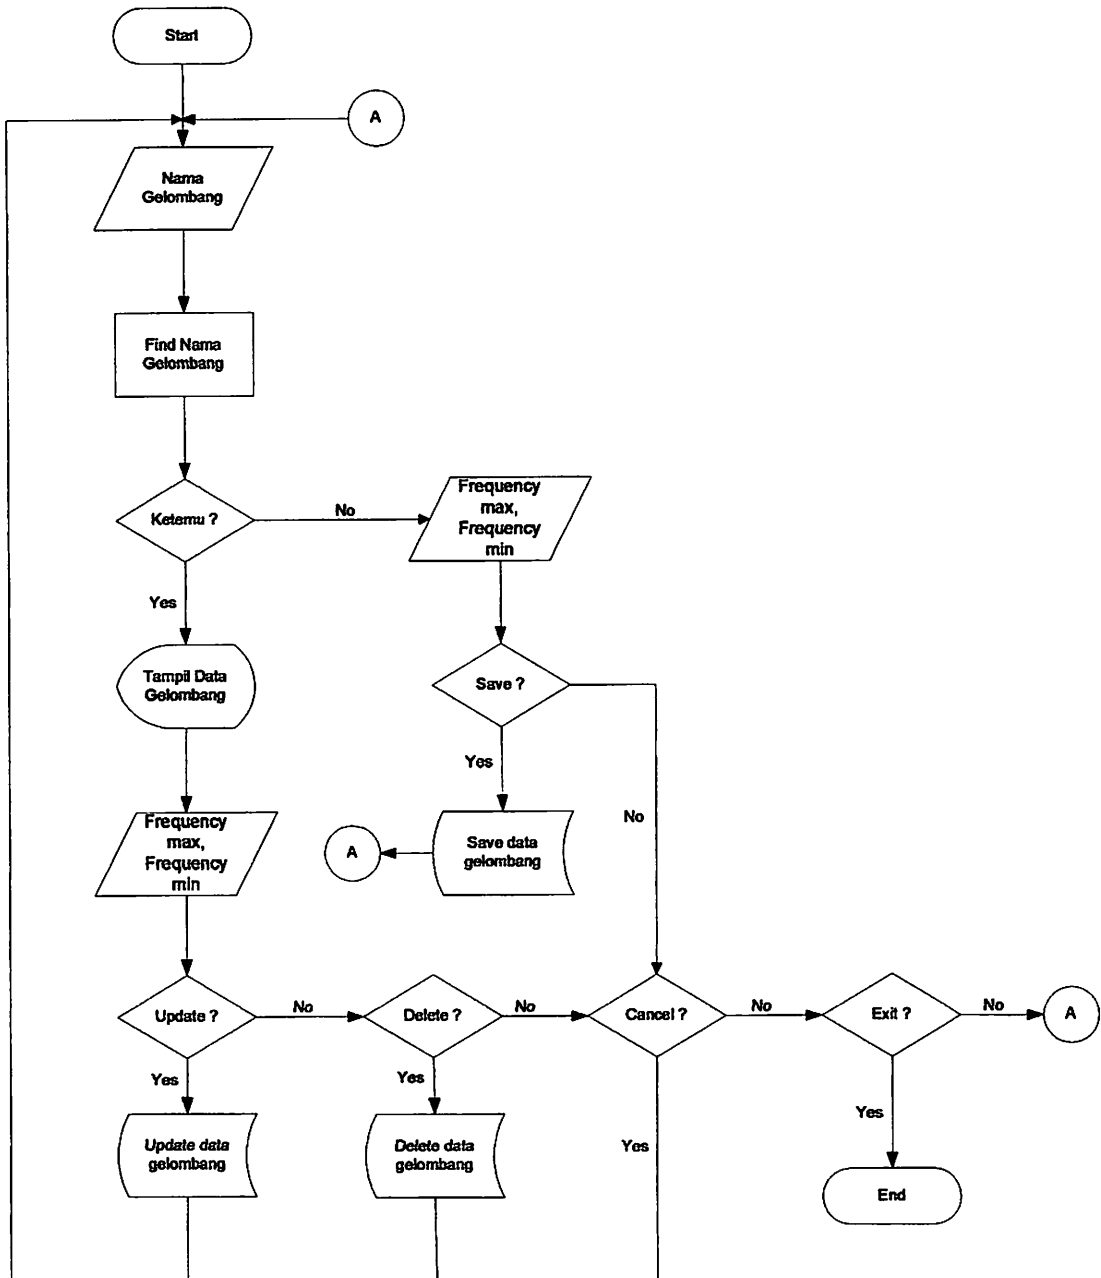 Start
A
Nama
Gelombang
Find Nama
Gelombang
Ketemu ?
No
Frequency
max,
Frequency
min
Yes
Tampil Data
Gelombang
Save ?
Yes
No
Frequency
max,
Frequency
min
A
Save data
gelombang
Update ?
No
Delete ?
No
Cancel ?
No
Exit ?
No
A
Yes
Yes
Yes
Yes
Update data
gelombang
Delete data
gelombang
End